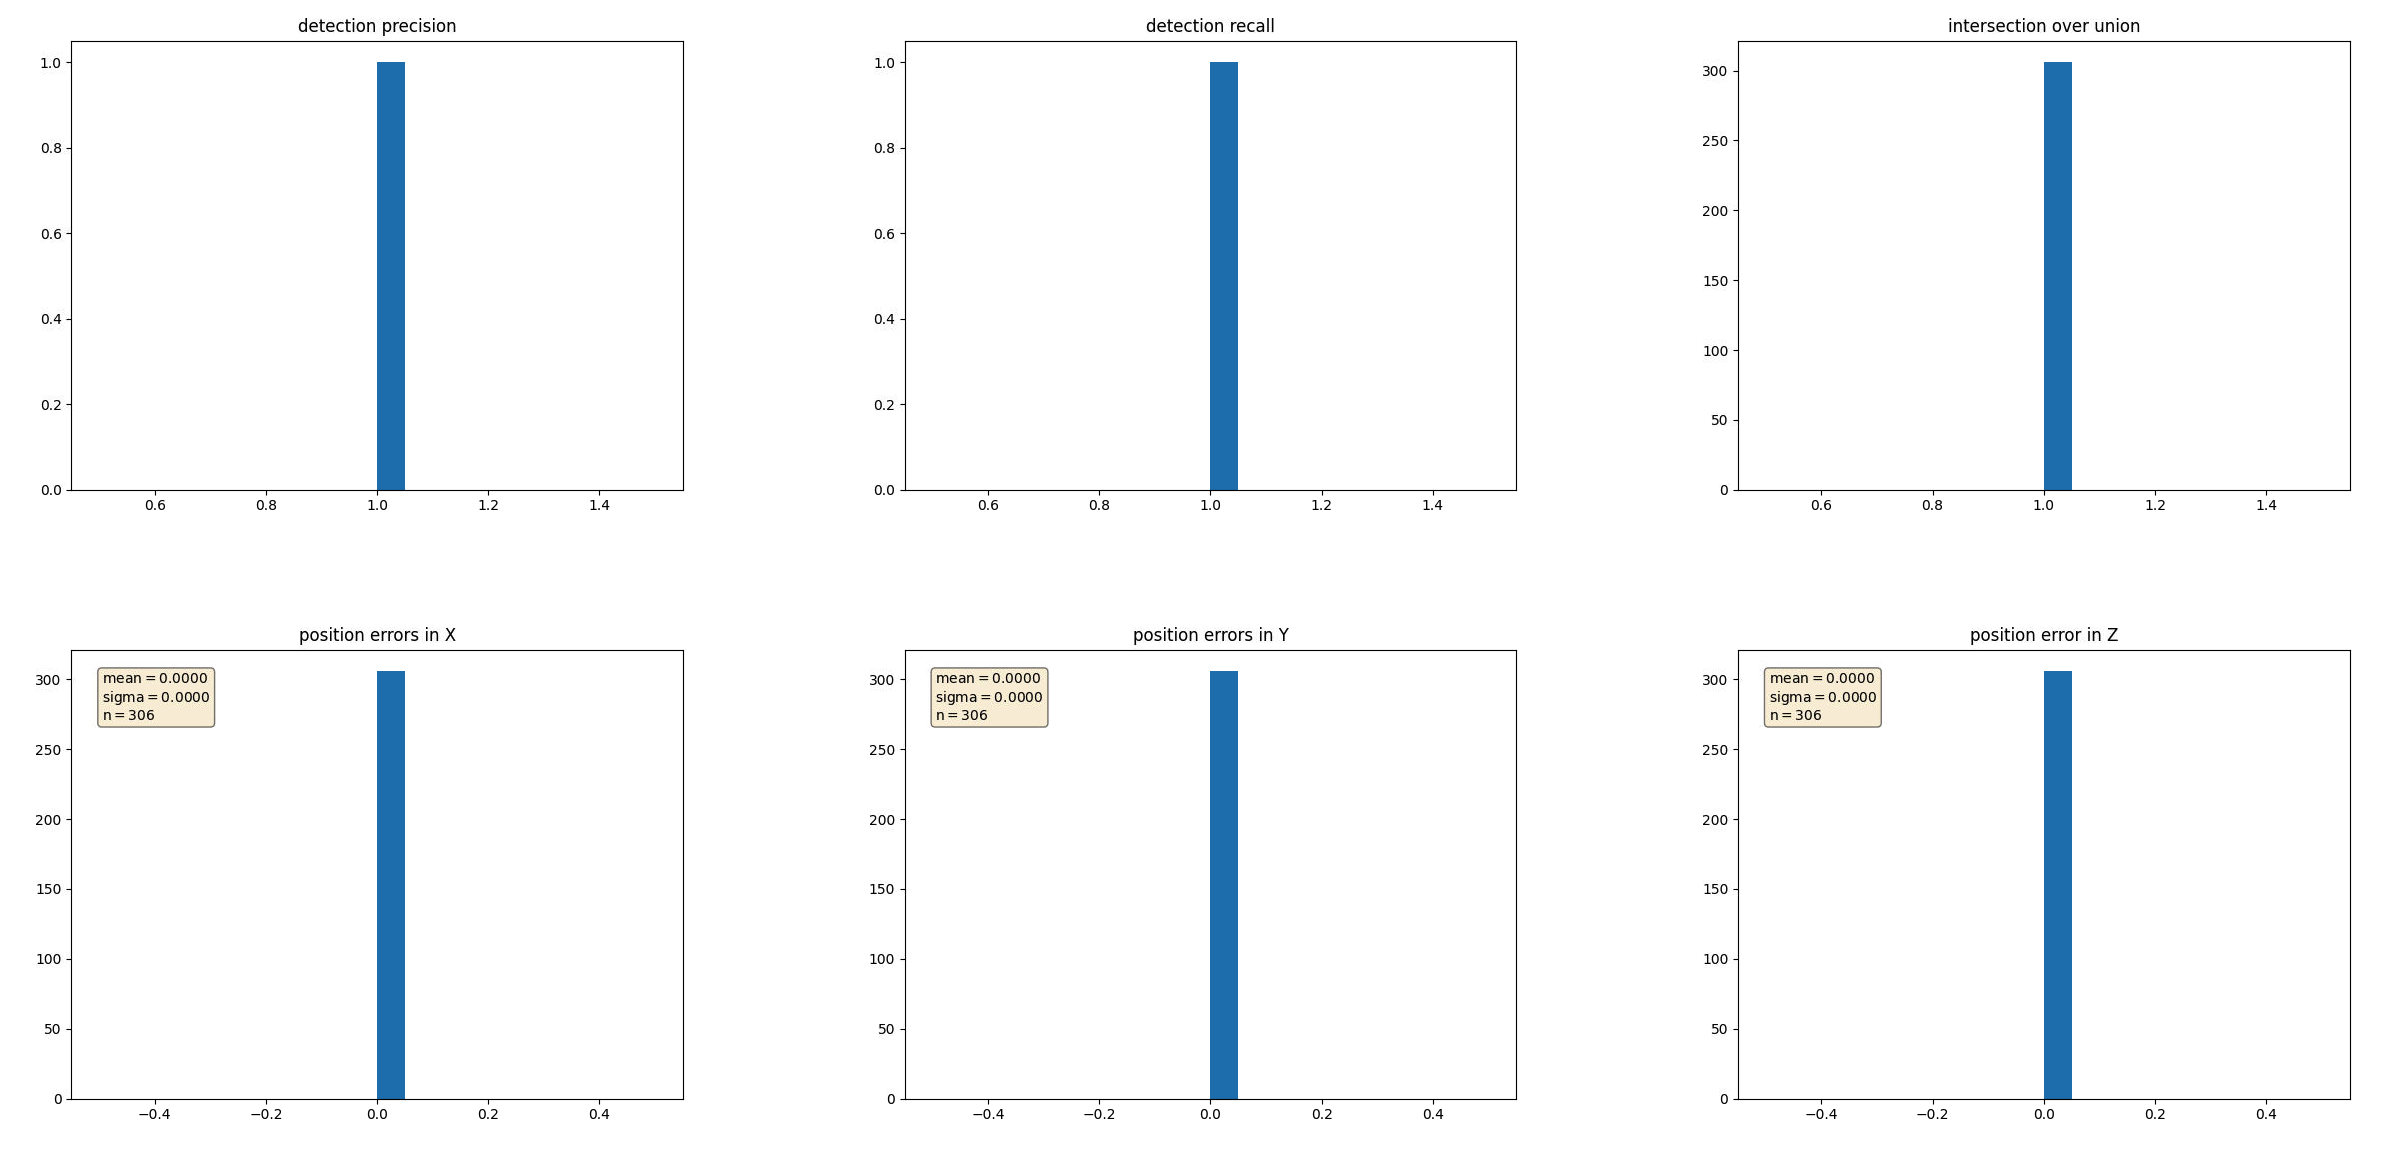 detection precision
1.0
0.8
0.6
0.4
0.2
0.0
0.6 0.8 1.0 1.2 1.4
detection recall
1.0
0.8
0.6
0.4
0.2
0.0
0.6 0.8 1.0 1.2 1.4
intersection over union
300
250
200
150
100
50
0
0.6 0.8 1.0 1.2 1.4
position errors in X
300
250
200
150
100
50
0
mean = 0.0000
sigma = 0.0000
n = 306
−0.4 −0.2 0.0 0.2 0.4
position errors in Y
300
250
200
150
100
50
0
mean = 0.0000
sigma = 0.0000
n = 306
−0.4 −0.2 0.0 0.2 0.4
position error in Z
300
250
200
150
100
50
0
mean = 0.0000
sigma = 0.0000
n = 306
−0.4 −0.2 0.0 0.2 0.4